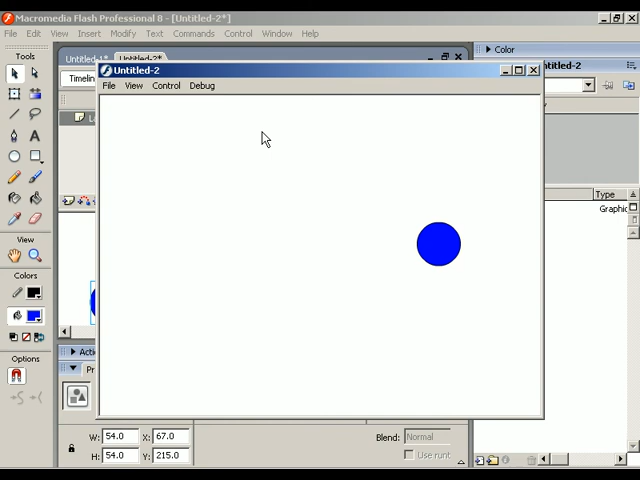 Macromedia Flash Professional 8 - [Untitled-2*]
File Edit View Insert Modify Text Commands Control Window Help
Tools
Untitled-2*
Color
Timelin
Untitled-2
File View Control Debug
ntitled-2
Type
Graphic
View
Colors
Options
Actio
Pr
W: 54.0 X: 67.0
H: 54.0 Y: 215.0
Blend: Normal
Use runt